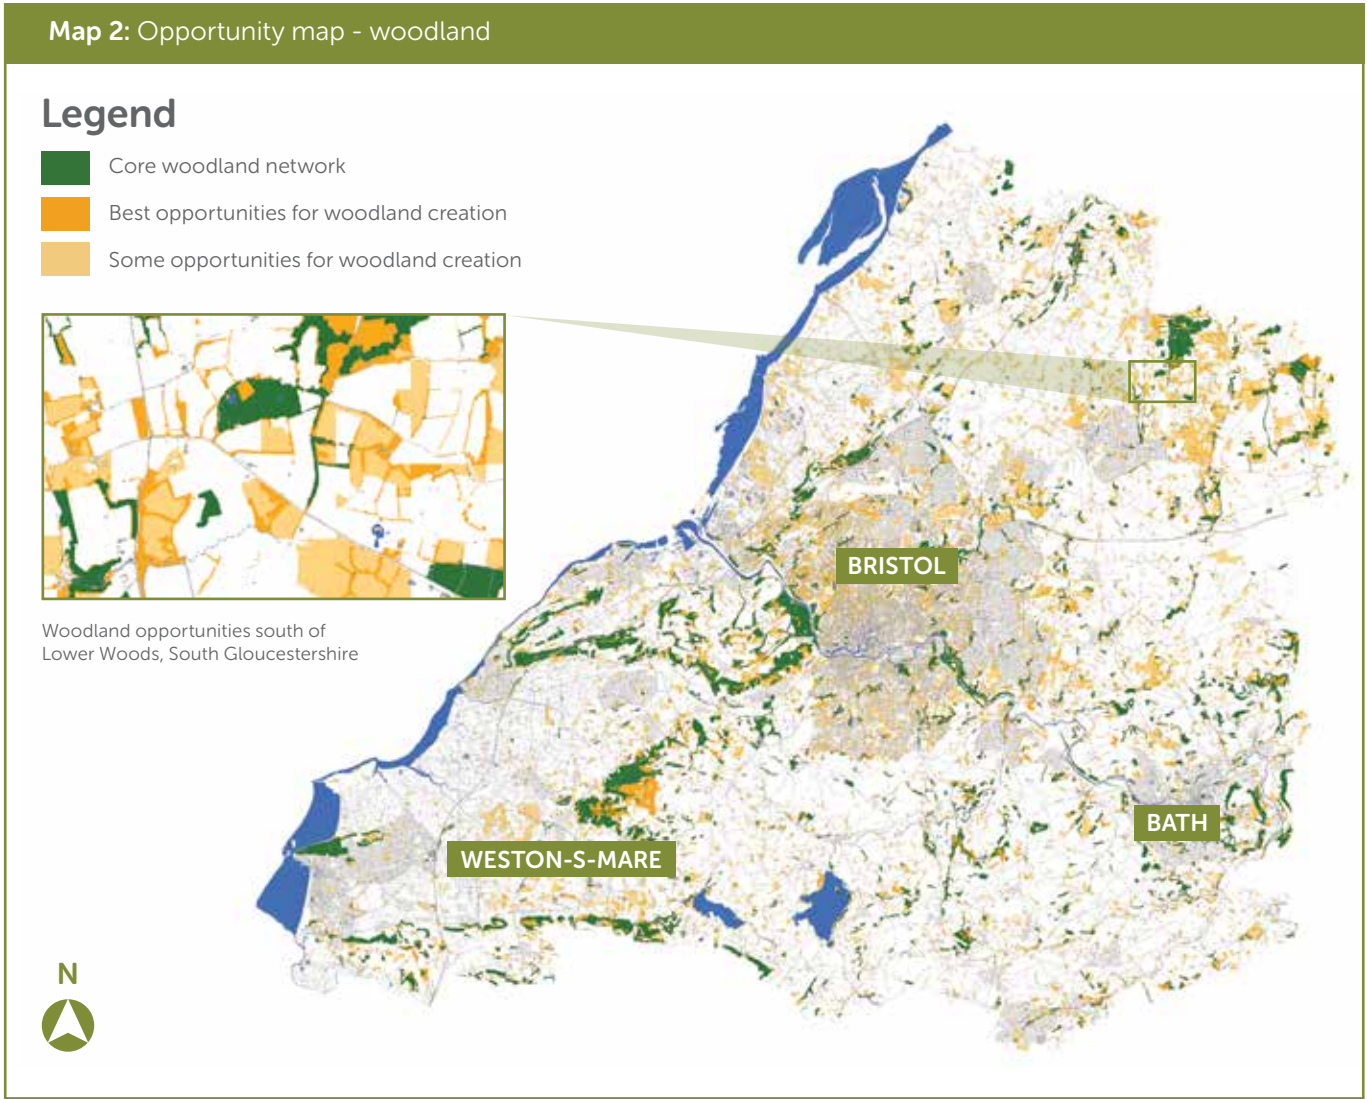 Map 2: Opportunity map - woodland
Legend
Core woodland network
Best opportunities for woodland creation
Some opportunities for woodland creation
Woodland opportunities south of
Lower Woods, South Gloucestershire
BRISTOL
BATH
WESTON-S-MARE
N